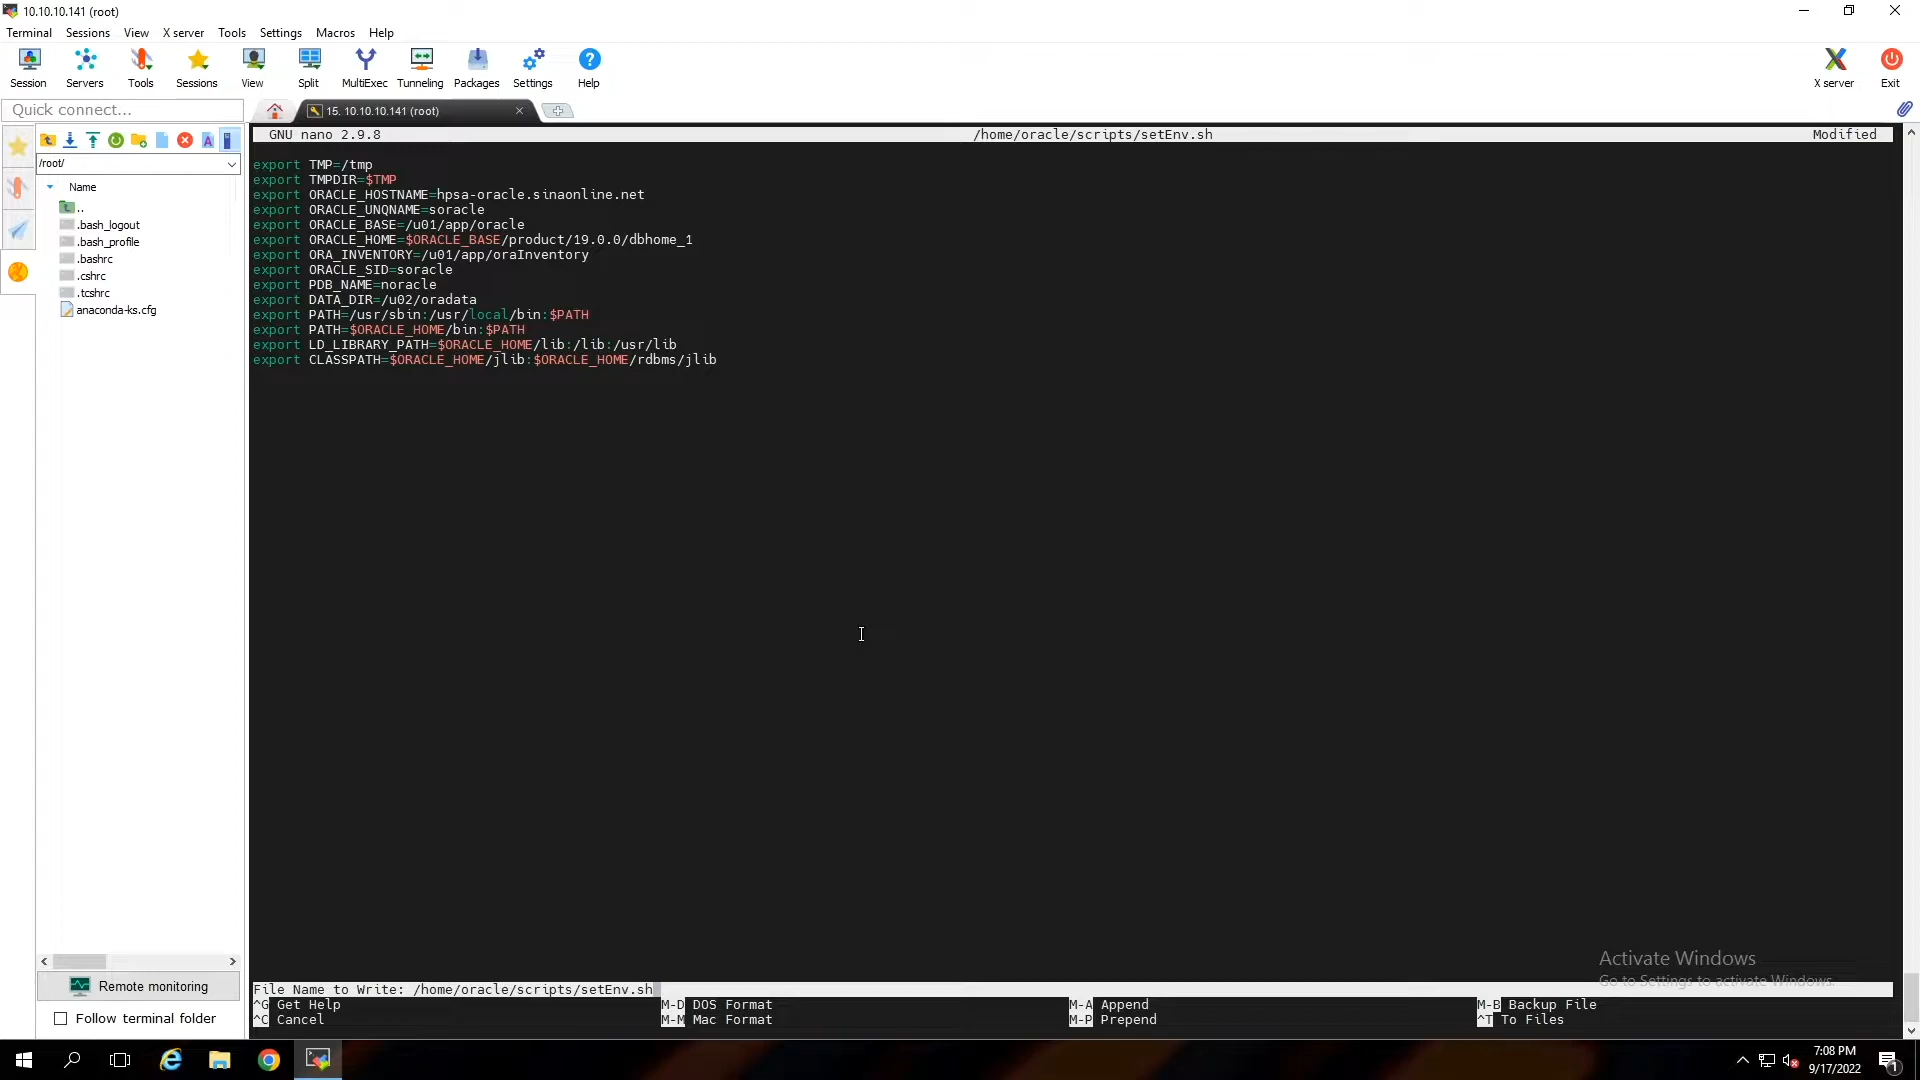 10.10.10.141 (root)
Terminal Sessions View X server Tools Settings Macros Help
Session Servers Tools Sessions View Split MultiExec Tunneling Packages Settings Help X server Exit
Quick connect...
15. 10.10.10.141 (root)
/root/
Name
..
.bash_logout
.bash_profile
.bashrc
.cshrc
.tcshrc
anaconda-ks.cfg
Remote monitoring
Follow terminal folder
GNU nano 2.9.8 /home/oracle/scripts/setEnv.sh Modified
export TMP=/tmp
export TMPDIR=$TMP
export ORACLE_HOSTNAME=hpsa-oracle.sinaonline.net
export ORACLE_UNQNAME=soracle
export ORACLE_BASE=/u01/app/oracle
export ORACLE_HOME=$ORACLE_BASE/product/19.0.0/dbhome_1
export ORA_INVENTORY=/u01/app/oraInventory
export ORACLE_SID=soracle
export PDB_NAME=noracle
export DATA_DIR=/u02/oradata
export PATH=/usr/sbin:/usr/local/bin:$PATH
export PATH=$ORACLE_HOME/bin:$PATH
export LD_LIBRARY_PATH=$ORACLE_HOME/lib:/lib:/usr/lib
export CLASSPATH=$ORACLE_HOME/jlib:$ORACLE_HOME/rdbms/jlib
Activate Windows
Go to Settings to activate Windows.
File Name to Write: /home/oracle/scripts/setEnv.sh
^G Get Help M-D DOS Format M-A Append M-B Backup File
^C Cancel M-M Mac Format M-P Prepend ^T To Files
7:08 PM
9/17/2022
1